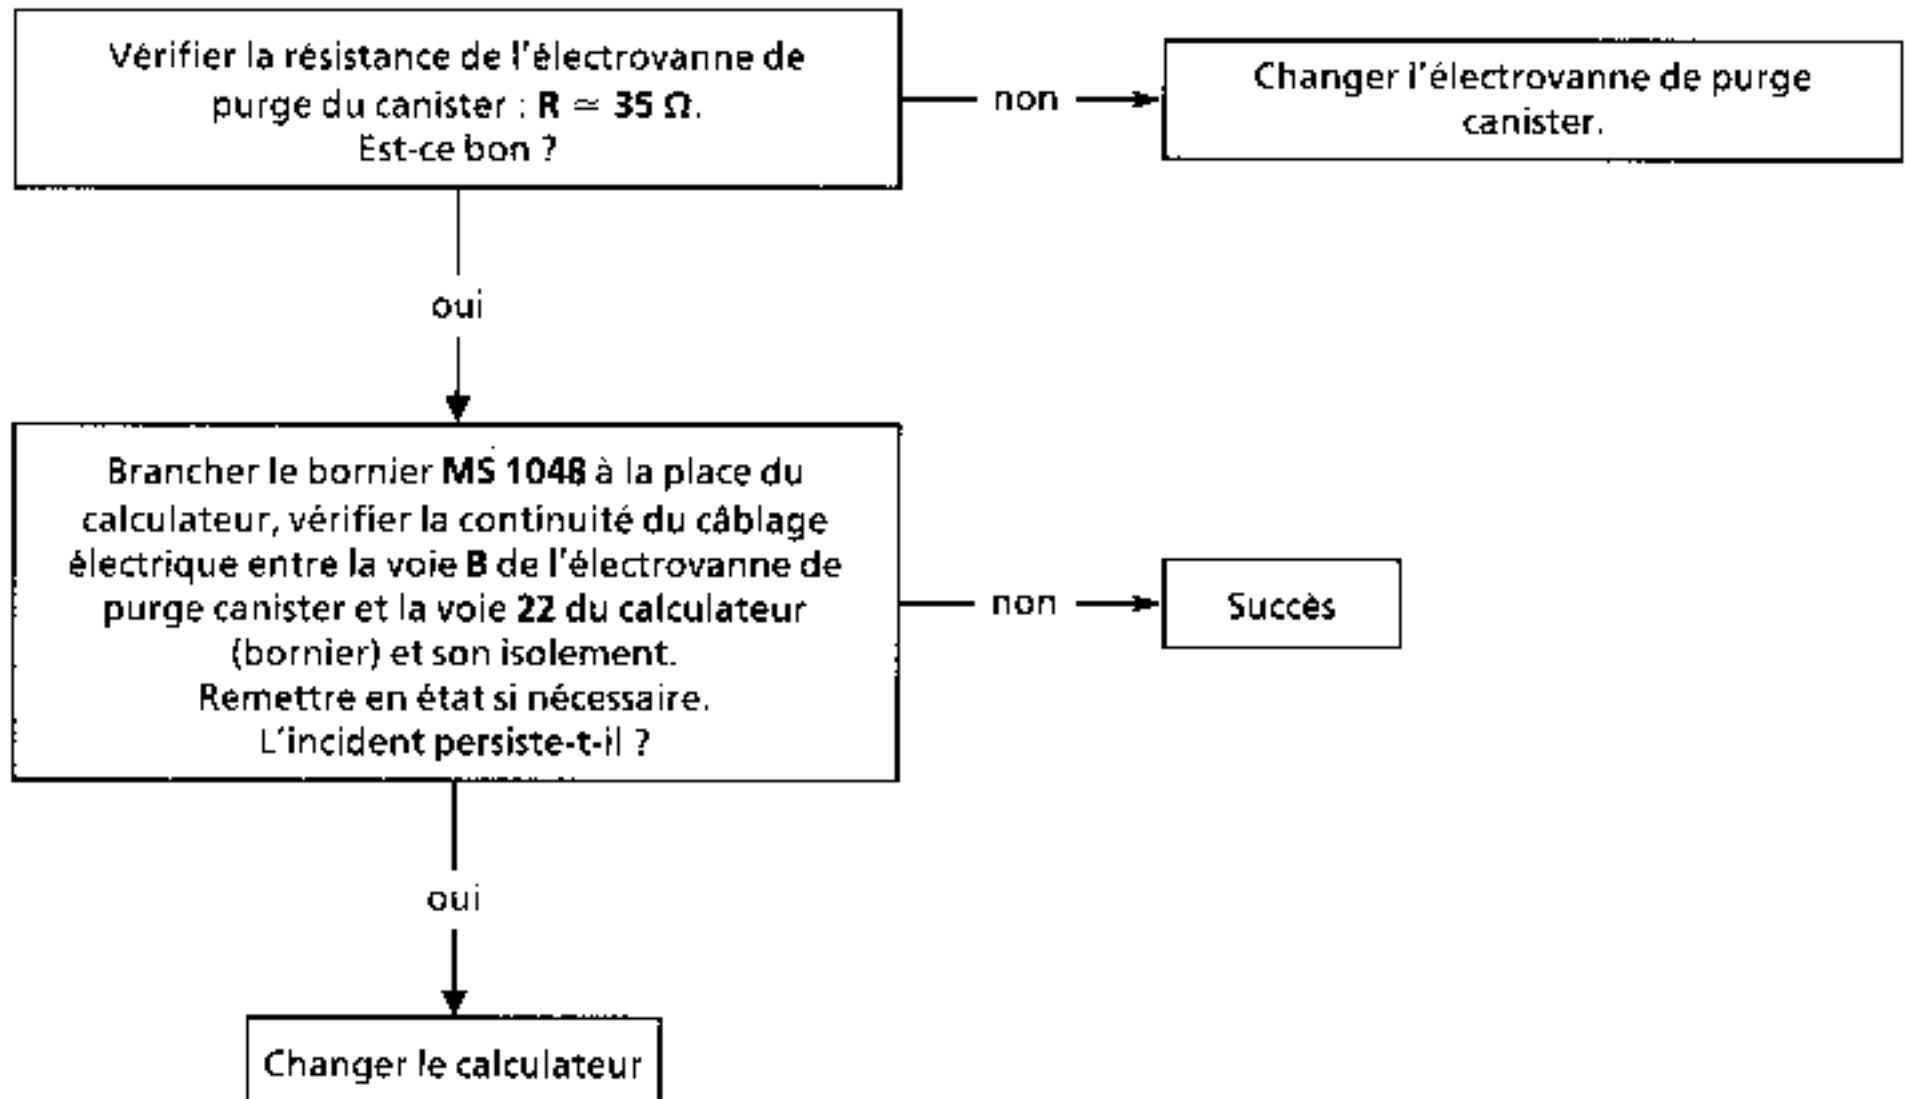 Vérifier la résistance de l'électrovanne de
purge du canister : R ≃ 35 Ω.
Est-ce bon ?
non
Changer l'électrovanne de purge
canister.
oui
Brancher le bornier MS 1048 à la place du
calculateur, vérifier la continuité du câblage
électrique entre la voie B de l'électrovanne de
purge canister et la voie 22 du calculateur
(bornier) et son isolement.
Remettre en état si nécessaire.
L'incident persiste-t-il ?
non
Succès
oui
Changer le calculateur